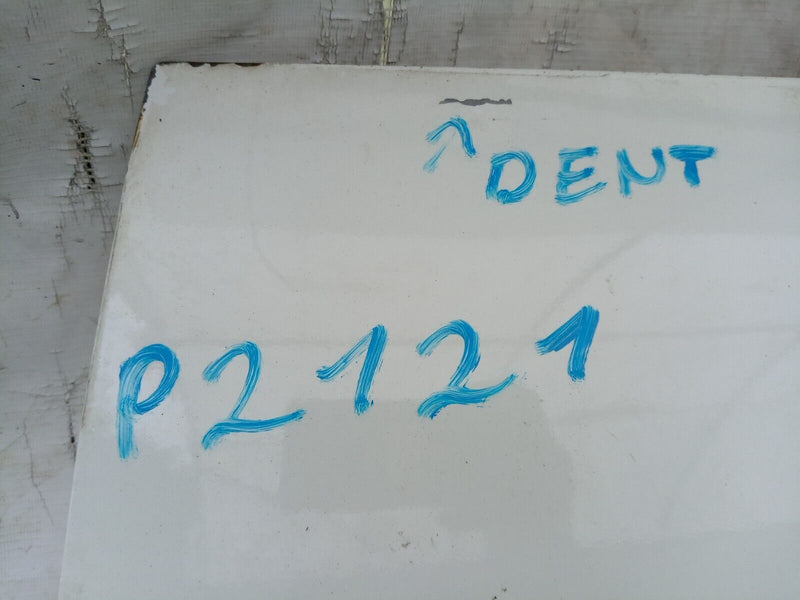 ^ DENT
P2121